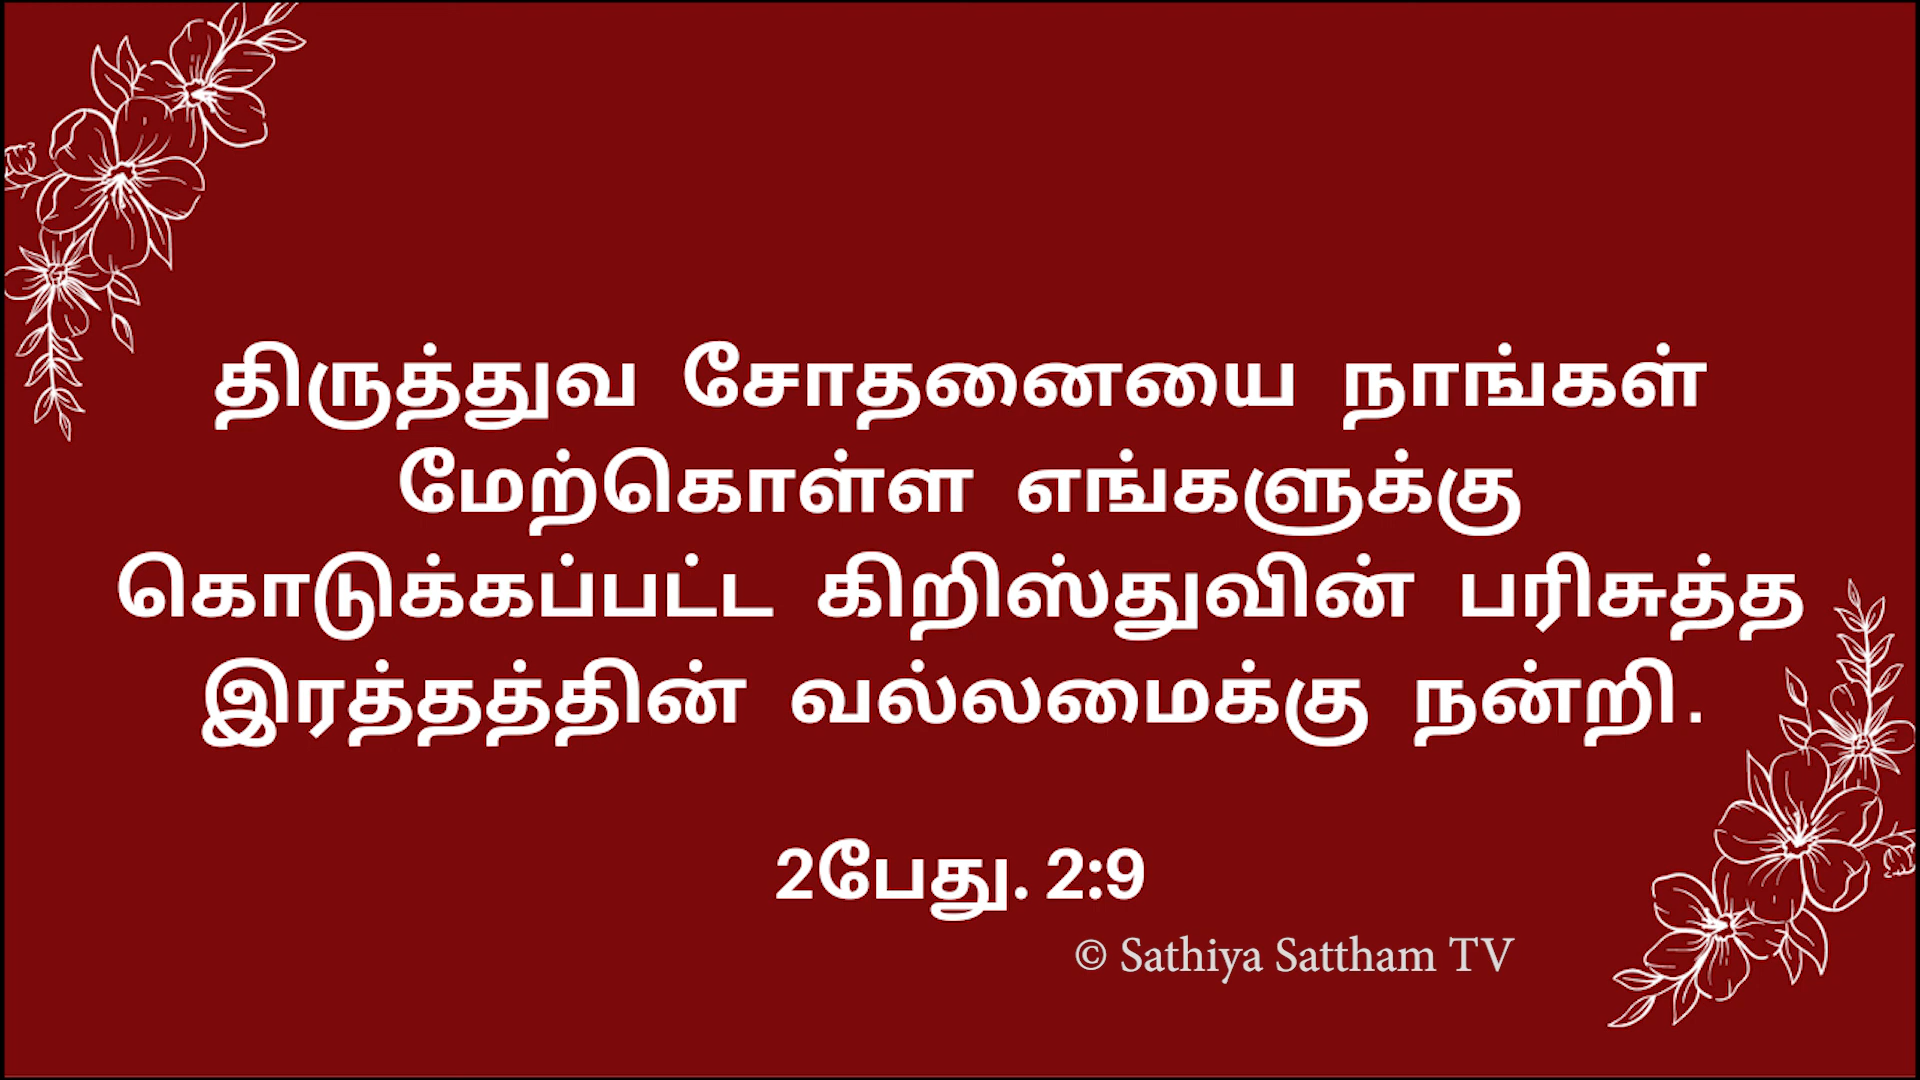 திருத்துவ சோதனையை நாங்கள்
மேற்கொள்ள எங்களுக்கு
கொடுக்கப்பட்ட கிறிஸ்துவின் பரிசுத்த
இரத்தத்தின் வல்லமைக்கு நன்றி.
2பேது. 2:9
© Sathiya Sattham TV